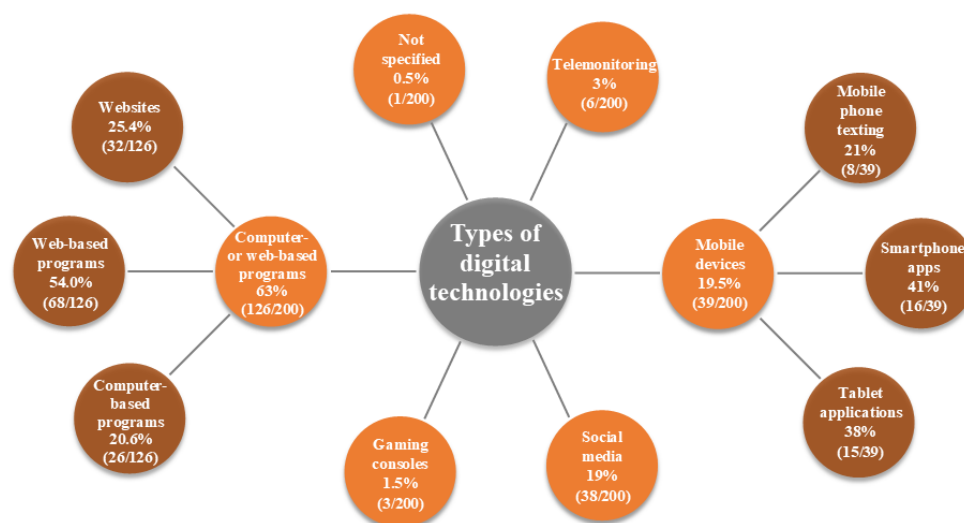 Types of
digital
technologies
Not
specified
0.5%
(1/200)
Telemonitoring
3%
(6/200)
Websites
25.4%
(32/126)
Web-based
programs
54.0%
(68/126)
Computer-
based
programs
20.6%
(26/126)
Computer-
or web-based
programs
63%
(126/200)
Mobile
devices
19.5%
(39/200)
Mobile
phone
texting
21%
(8/39)
Smartphone
apps
41%
(16/39)
Tablet
applications
38%
(15/39)
Gaming
consoles
1.5%
(3/200)
Social
media
19%
(38/200)